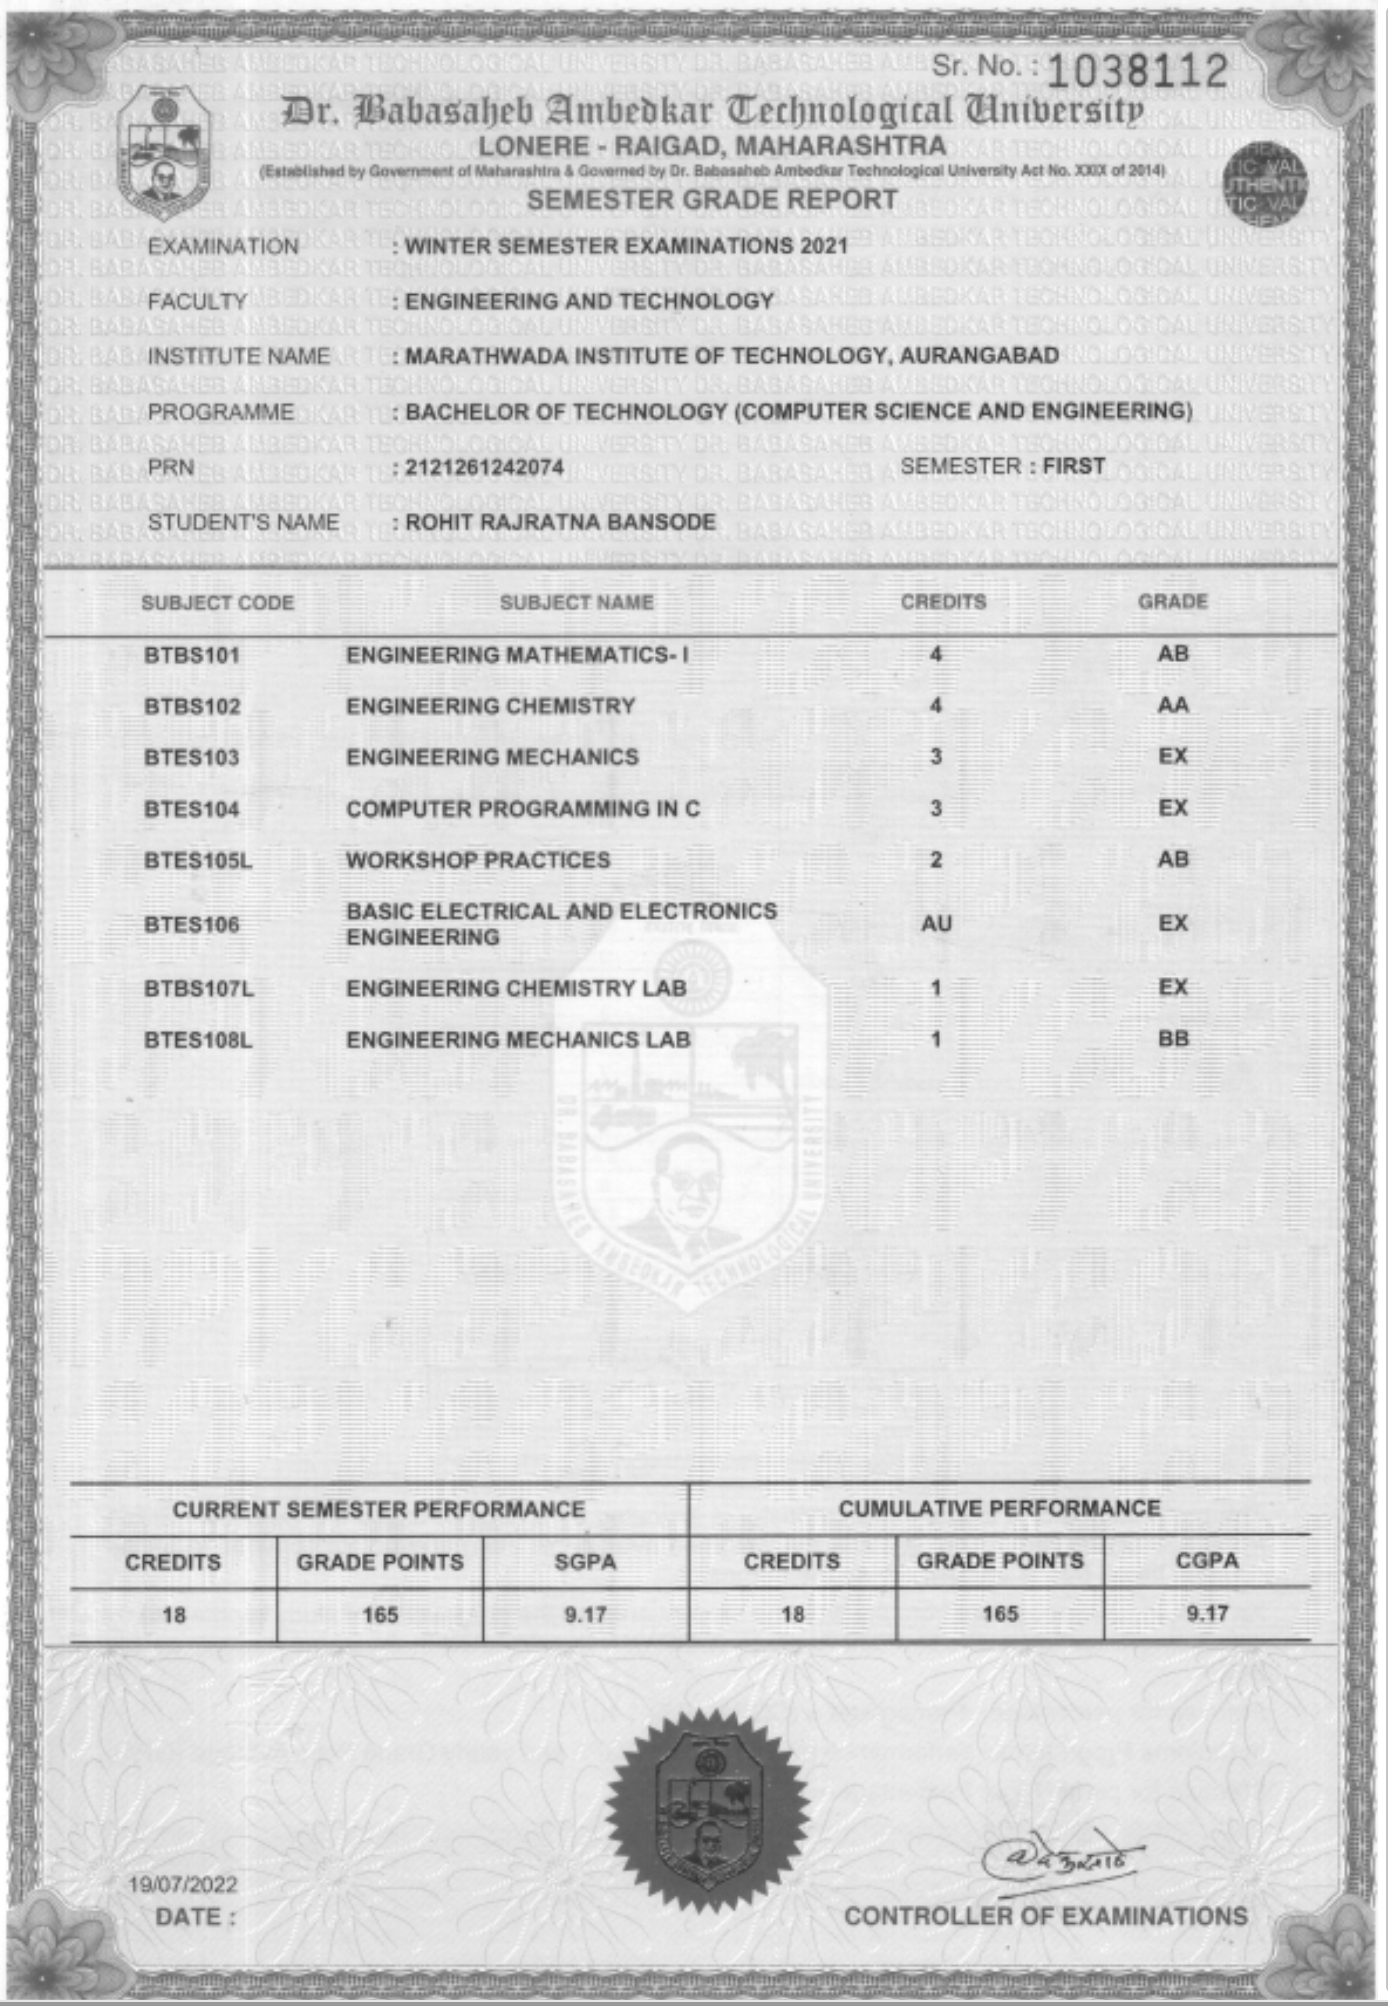 Sr. No. : 1038112
Dr. Babasaheb Ambedkar Technological University
LONERE - RAIGAD, MAHARASHTRA
(Established by Government of Maharashtra & Governed by Dr. Babasaheb Ambedkar Technological University Act No. XXIX of 2014)
SEMESTER GRADE REPORT
EXAMINATION : WINTER SEMESTER EXAMINATIONS 2021
FACULTY : ENGINEERING AND TECHNOLOGY
INSTITUTE NAME : MARATHWADA INSTITUTE OF TECHNOLOGY, AURANGABAD
PROGRAMME : BACHELOR OF TECHNOLOGY (COMPUTER SCIENCE AND ENGINEERING)
PRN : 2121261242074 SEMESTER : FIRST
STUDENT'S NAME : ROHIT RAJRATNA BANSODE
SUBJECT CODE SUBJECT NAME CREDITS GRADE
BTBS101 ENGINEERING MATHEMATICS- I 4 AB
BTBS102 ENGINEERING CHEMISTRY 4 AA
BTES103 ENGINEERING MECHANICS 3 EX
BTES104 COMPUTER PROGRAMMING IN C 3 EX
BTES105L WORKSHOP PRACTICES 2 AB
BTES106 BASIC ELECTRICAL AND ELECTRONICS ENGINEERING AU EX
BTBS107L ENGINEERING CHEMISTRY LAB 1 EX
BTES108L ENGINEERING MECHANICS LAB 1 BB
DR. BABASAHEB AMBEDKAR TECHNOLOGICAL UNIVERSITY
CURRENT SEMESTER PERFORMANCE CUMULATIVE PERFORMANCE
CREDITS GRADE POINTS SGPA CREDITS GRADE POINTS CGPA
18 165 9.17 18 165 9.17
19/07/2022
DATE :
CONTROLLER OF EXAMINATIONS